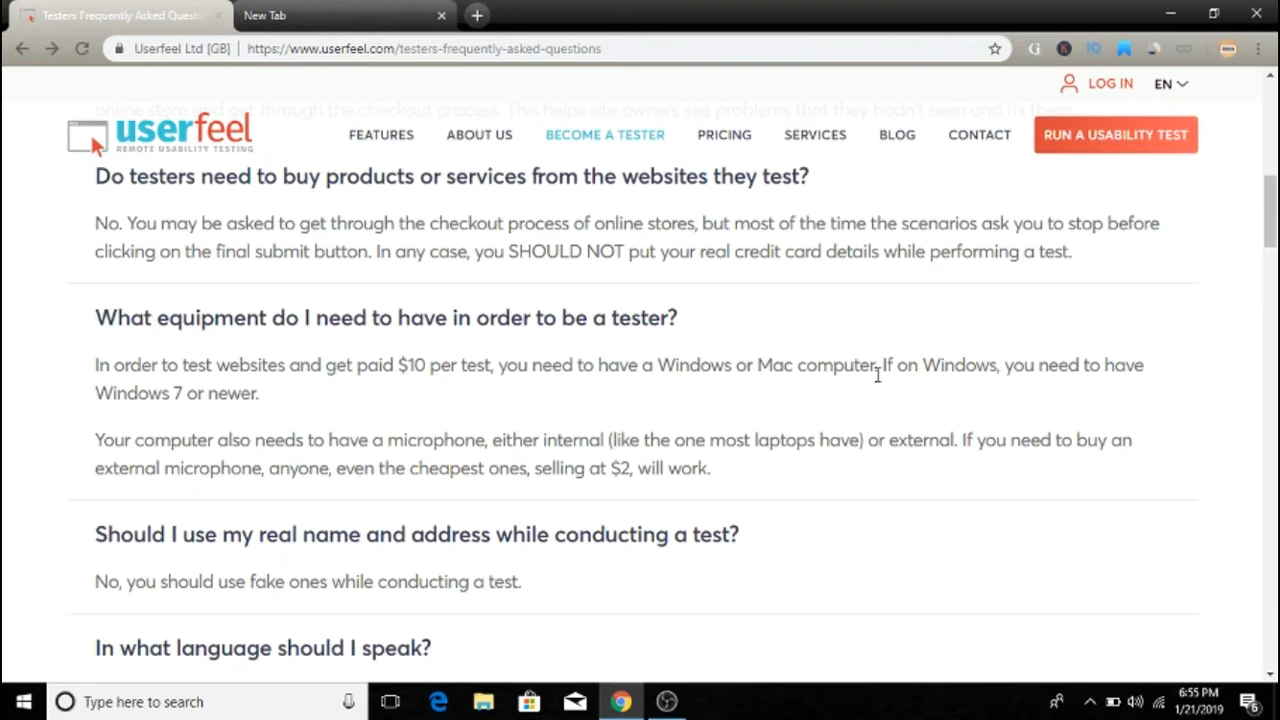 Testers Frequently Asked Questi
New Tab
Userfeel Ltd [GB]
https://www.userfeel.com/testers-frequently-asked-questions
LOG IN
EN
online store and get through the checkout process. This helps site owners see problems that they hadn't seen and fix them.
userfeel
REMOTE USABILITY TESTING
FEATURES
ABOUT US
BECOME A TESTER
PRICING
SERVICES
BLOG
CONTACT
RUN A USABILITY TEST
Do testers need to buy products or services from the websites they test?
No. You may be asked to get through the checkout process of online stores, but most of the time the scenarios ask you to stop before
clicking on the final submit button. In any case, you SHOULD NOT put your real credit card details while performing a test.
What equipment do I need to have in order to be a tester?
In order to test websites and get paid $10 per test, you need to have a Windows or Mac computer. If on Windows, you need to have
Windows 7 or newer.
Your computer also needs to have a microphone, either internal (like the one most laptops have) or external. If you need to buy an
external microphone, anyone, even the cheapest ones, selling at $2, will work.
Should I use my real name and address while conducting a test?
No, you should use fake ones while conducting a test.
In what language should I speak?
Type here to search
6:55 PM
1/21/2019